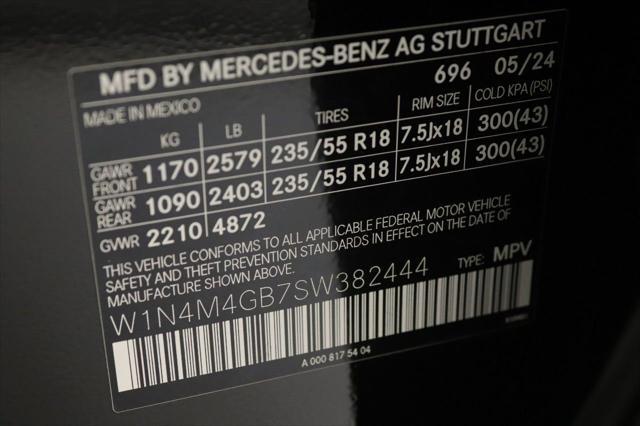 MFD BY MERCEDES-BENZ AG STUTTGART
MADE IN MEXICO 696 05/24
KG LB TIRES RIM SIZE COLD KPA (PSI)
GAWR FRONT 1170 2579 235/55 R18 7.5Jx18 300(43)
GAWR REAR 1090 2403 235/55 R18 7.5Jx18 300(43)
GVWR 2210 4872
THIS VEHICLE CONFORMS TO ALL APPLICABLE FEDERAL MOTOR VEHICLE
SAFETY AND THEFT PREVENTION STANDARDS IN EFFECT ON THE DATE OF
MANUFACTURE SHOWN ABOVE.
W1N4M4GB7SW382444 TYPE: MPV
A 000 817 54 04